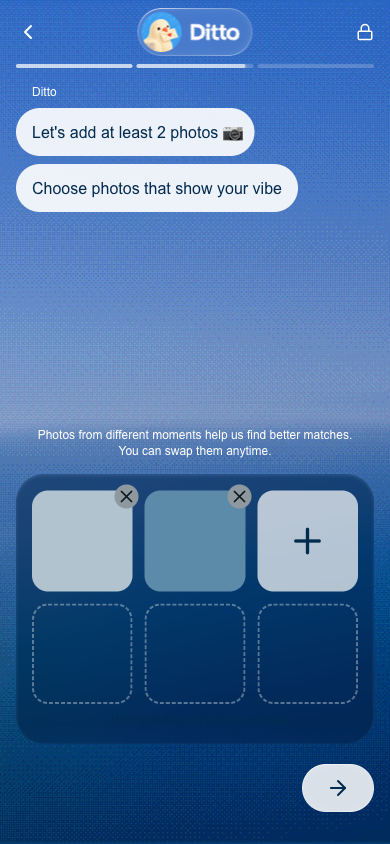 Ditto
Ditto
Let's add at least 2 photos 📷
Choose photos that show your vibe
Photos from different moments help us find better matches.
You can swap them anytime.